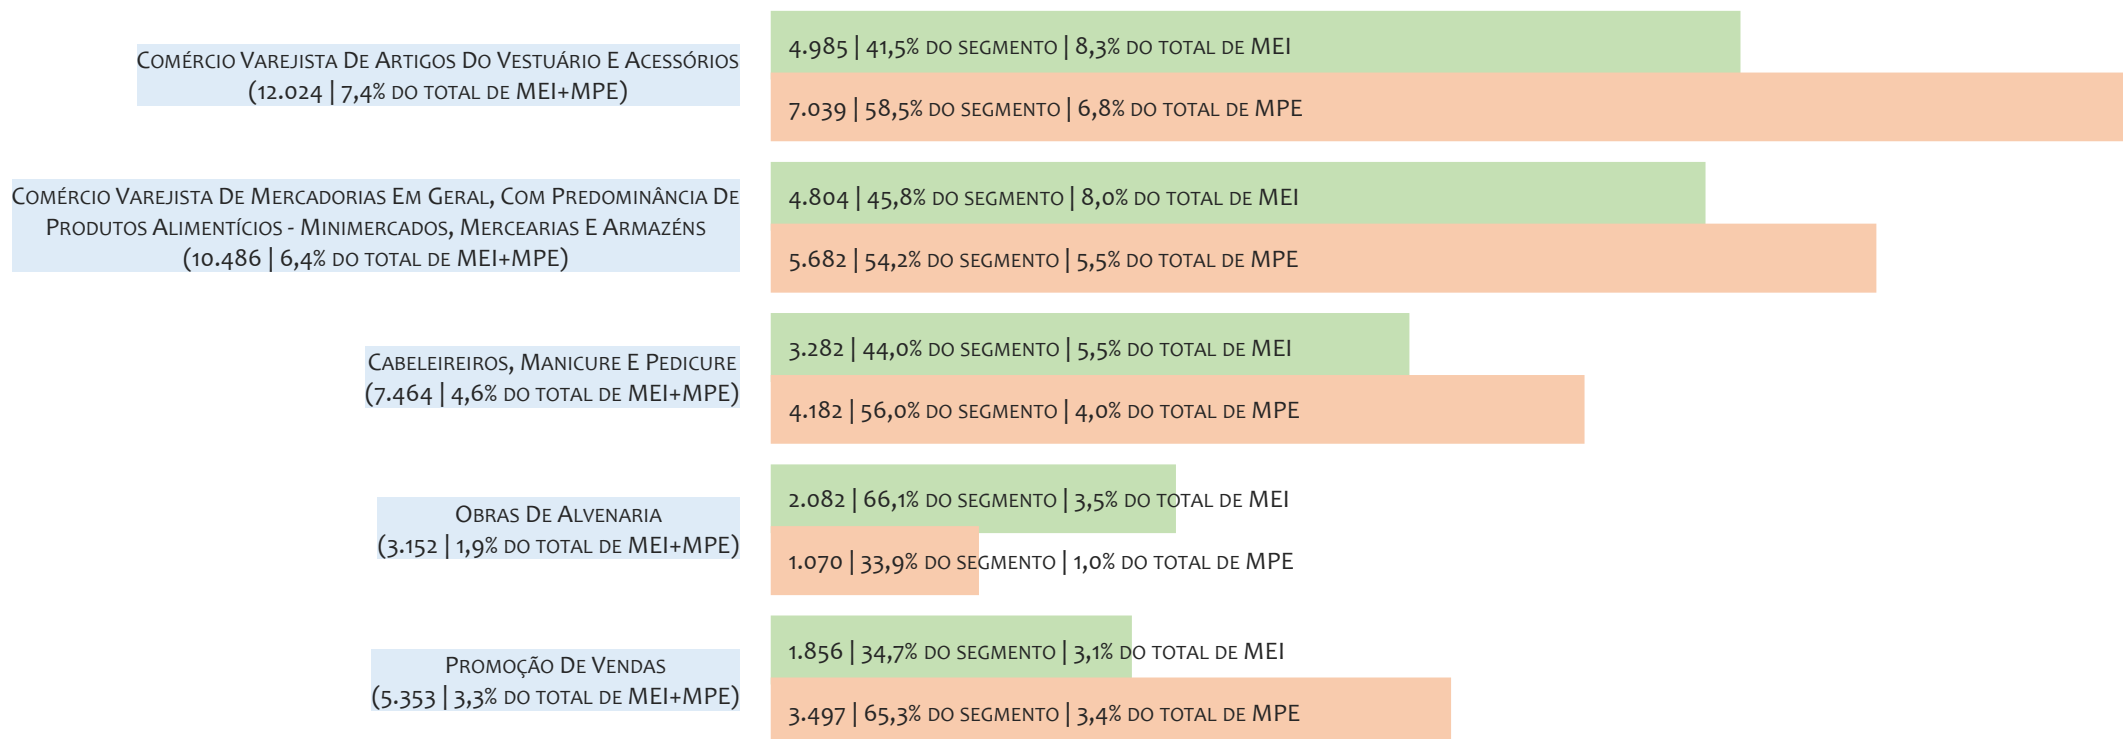 Comércio Varejista De Artigos Do Vestuário E Acessórios
(12.024 | 7,4% do total de MEI+MPE)
4.985 | 41,5% do segmento | 8,3% do total de MEI
7.039 | 58,5% do segmento | 6,8% do total de MPE
Comércio Varejista De Mercadorias Em Geral, Com Predominância De
Produtos Alimentícios - Minimercados, Mercearias E Armazéns
(10.486 | 6,4% do total de MEI+MPE)
4.804 | 45,8% do segmento | 8,0% do total de MEI
5.682 | 54,2% do segmento | 5,5% do total de MPE
Cabeleireiros, Manicure E Pedicure
(7.464 | 4,6% do total de MEI+MPE)
3.282 | 44,0% do segmento | 5,5% do total de MEI
4.182 | 56,0% do segmento | 4,0% do total de MPE
Obras De Alvenaria
(3.152 | 1,9% do total de MEI+MPE)
2.082 | 66,1% do segmento | 3,5% do total de MEI
1.070 | 33,9% do segmento | 1,0% do total de MPE
Promoção De Vendas
(5.353 | 3,3% do total de MEI+MPE)
1.856 | 34,7% do segmento | 3,1% do total de MEI
3.497 | 65,3% do segmento | 3,4% do total de MPE